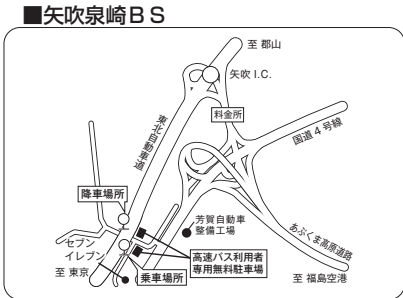 ■矢吹泉崎BS
至 郡山
矢吹 I.C.
料金所
東北自動車道
国道4号線
降車場所
芳賀自動車
整備工場
あぶくま高原道路
セブン
イレブン
高速バス利用者
専用無料駐車場
至 東京
乗車場所
至 福島空港